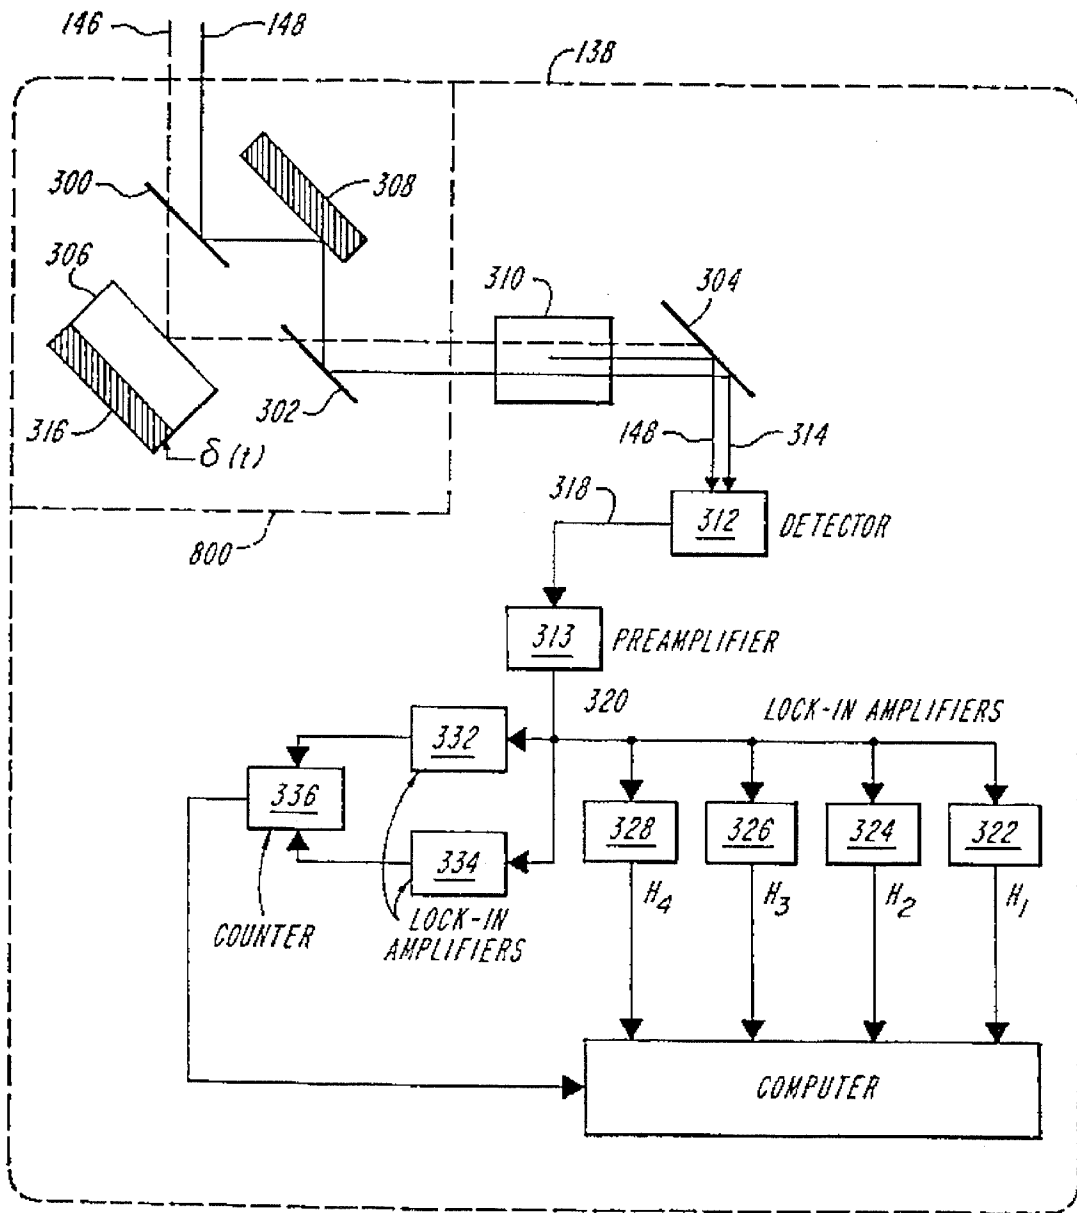 146
148
138
300
308
306
310
304
316
302
δ(t)
148
314
318
800
312
DETECTOR
313
PREAMPLIFIER
320
LOCK-IN AMPLIFIERS
332
336
328
326
324
322
334
H4
H3
H2
H1
COUNTER
LOCK-IN
AMPLIFIERS
COMPUTER